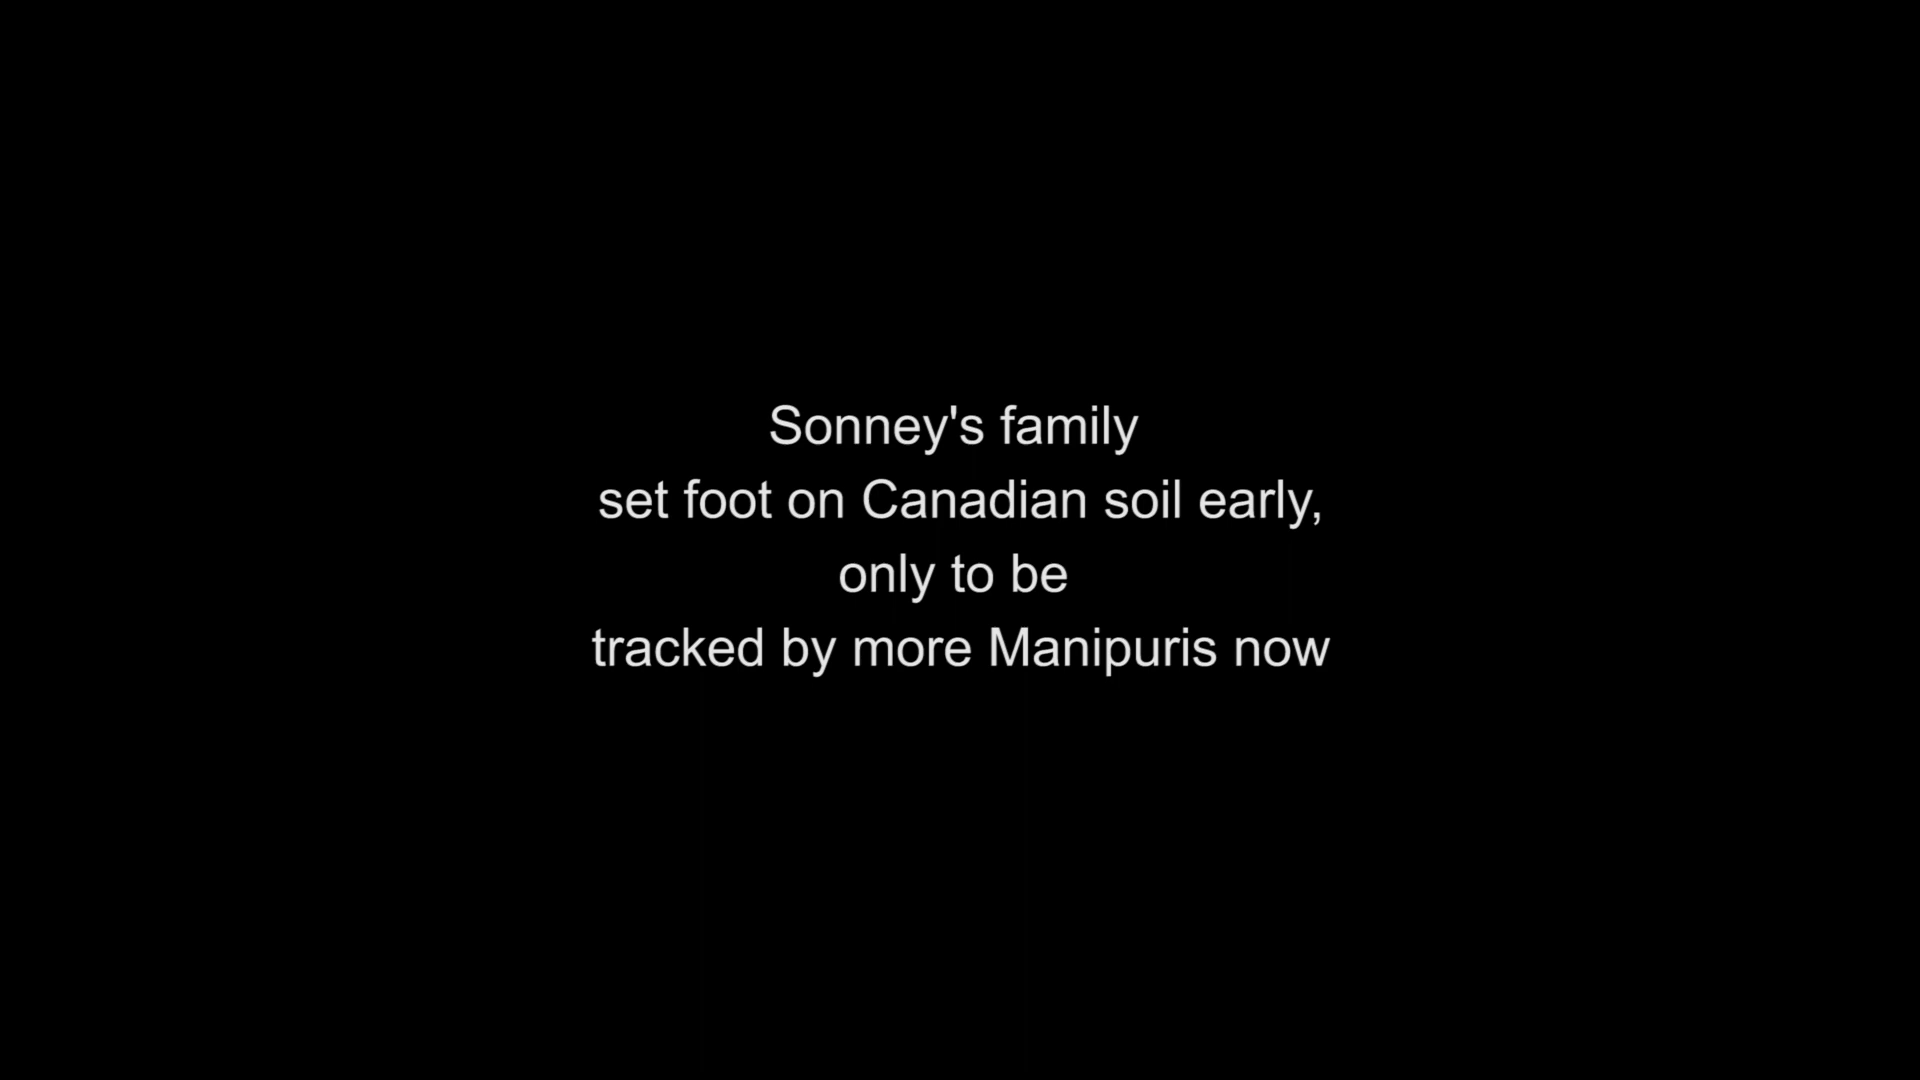 Sonney's family
set foot on Canadian soil early,
only to be
tracked by more Manipuris now